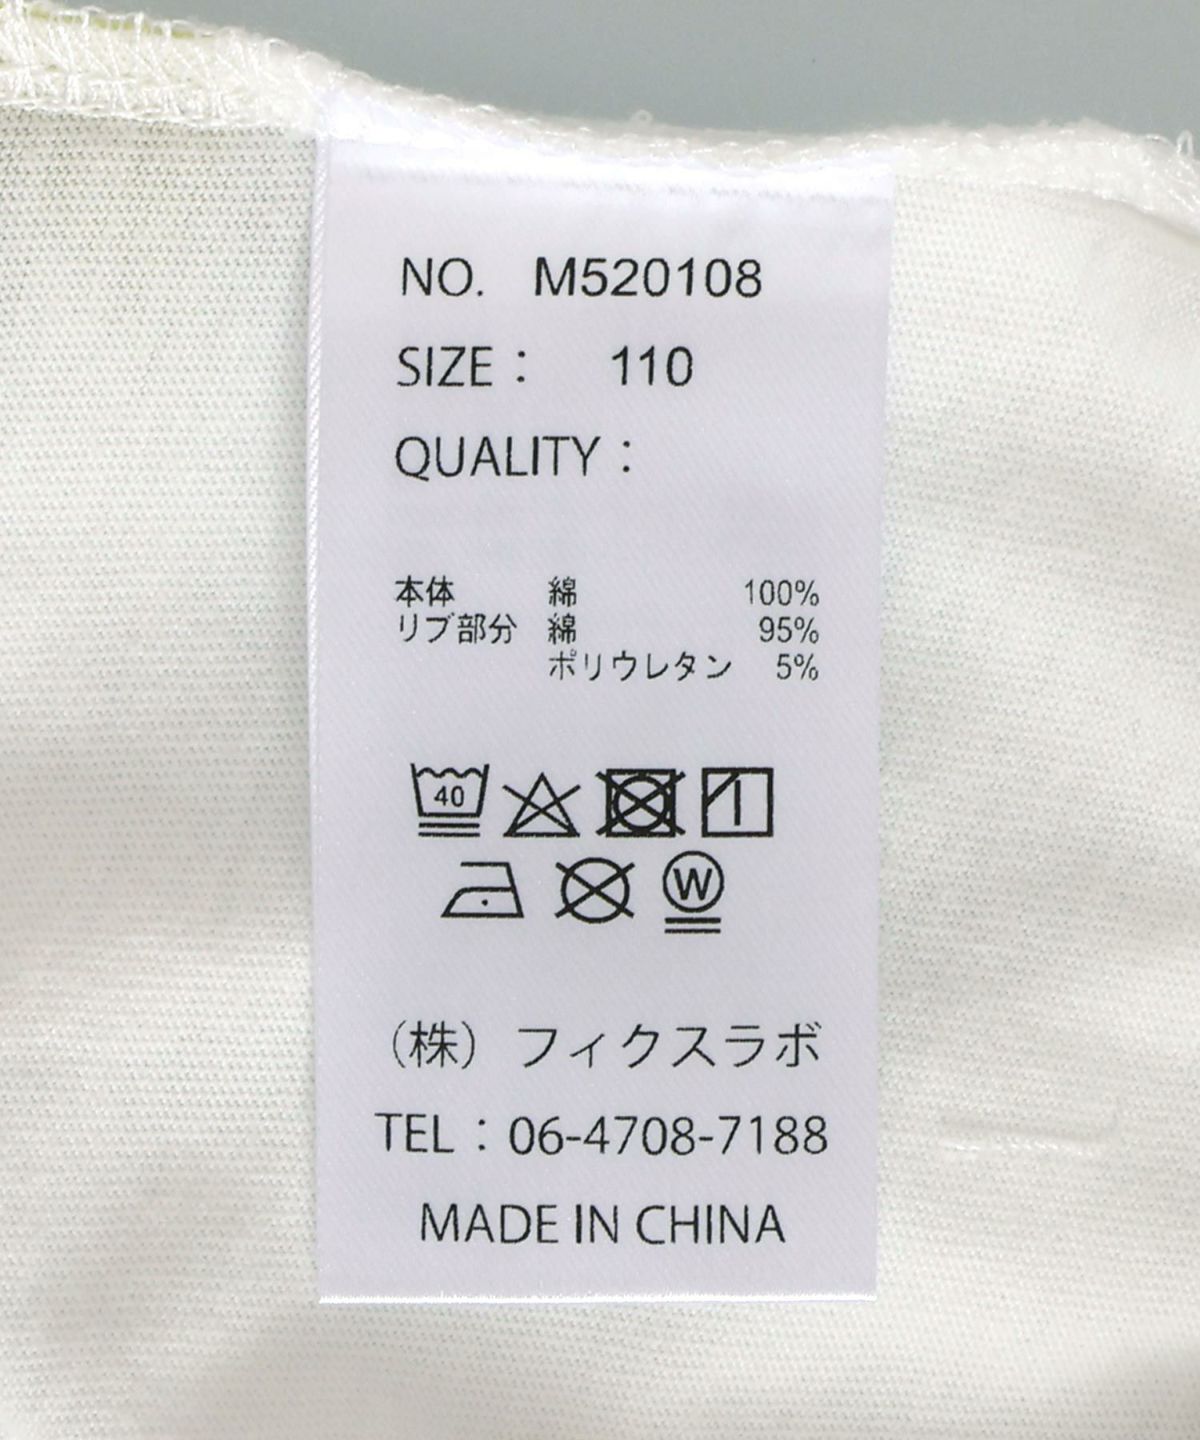 NO. M520108
SIZE： 110
QUALITY：
本体 綿 100%
リブ部分 綿 95%
ポリウレタン 5%
40
W
（株）フィクスラボ
TEL：06-4708-7188
MADE IN CHINA